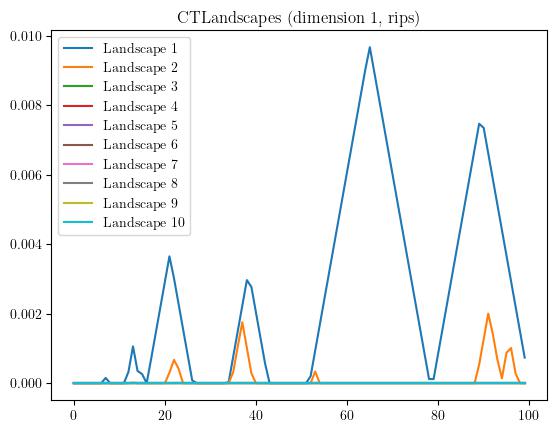 CTLandscapes (dimension 1, rips)
0.010
0.008
0.006
0.004
0.002
0.000
Landscape 1
Landscape 2
Landscape 3
Landscape 4
Landscape 5
Landscape 6
Landscape 7
Landscape 8
Landscape 9
Landscape 10
0 20 40 60 80 100